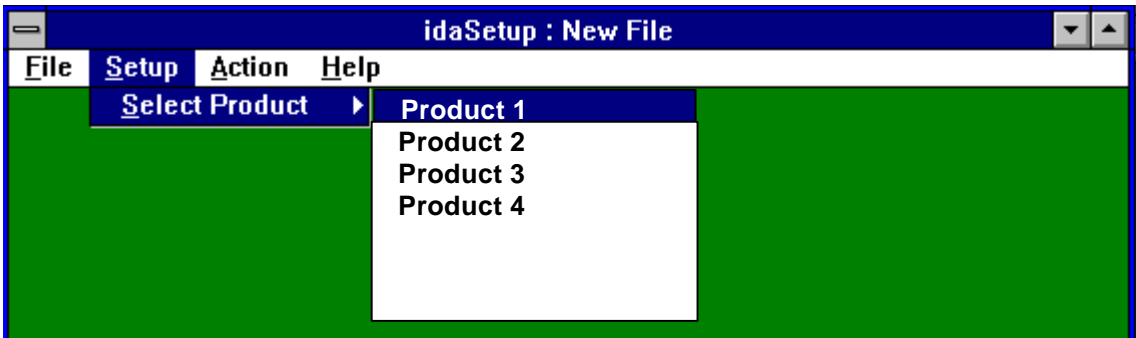 idaSetup : New File
File Setup Action Help
Select Product Product 1
Product 2
Product 3
Product 4